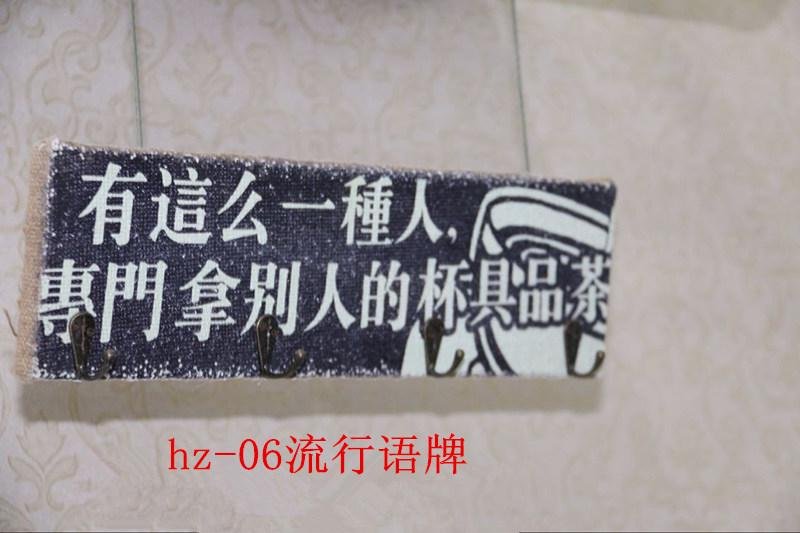 有這么一種人,
專門拿别人的杯具品茶
hz-06流行语牌